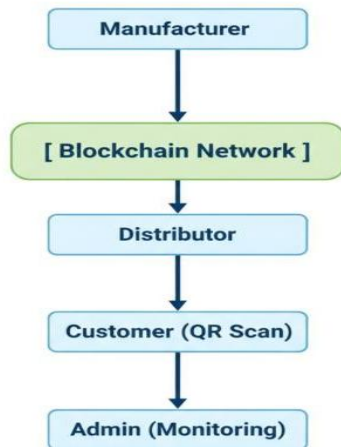 Manufacturer
[ Blockchain Network ]
Distributor
Customer (QR Scan)
Admin (Monitoring)